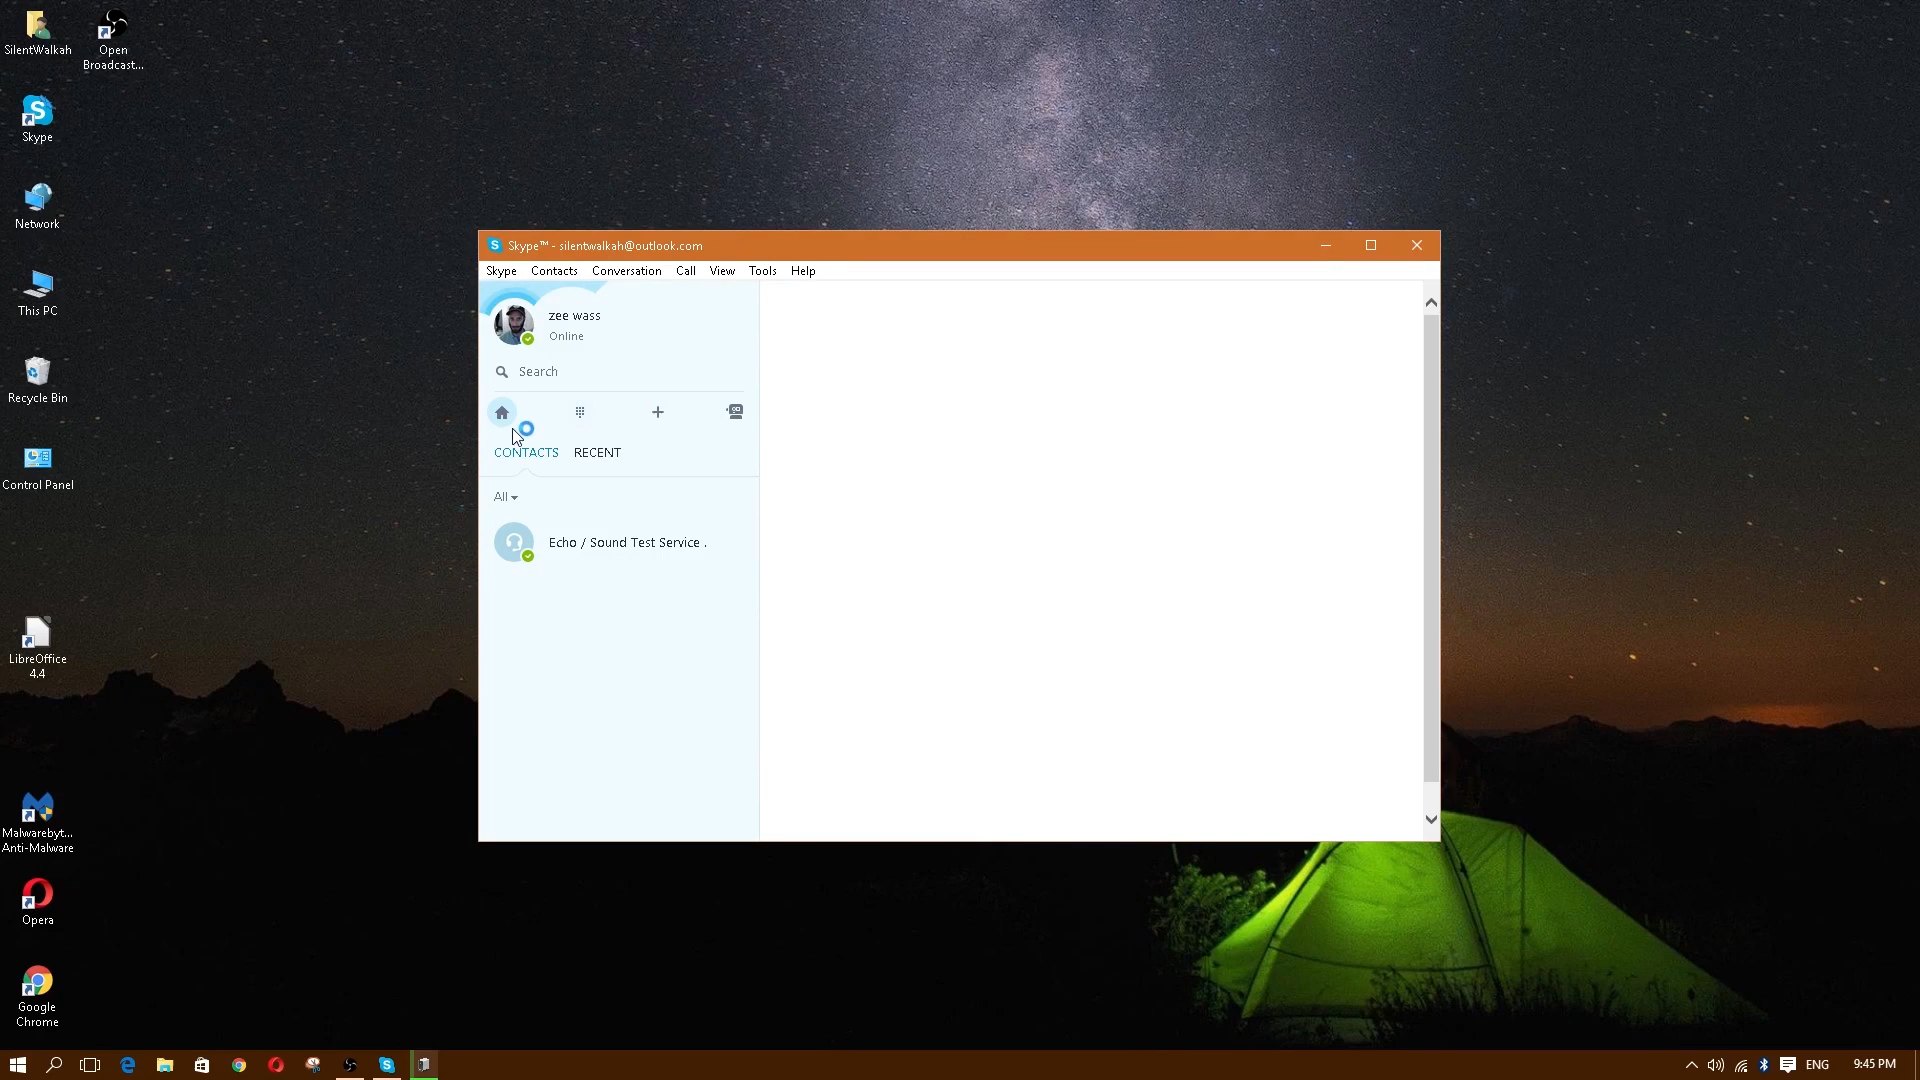 SilentWalkah
Open
Broadcast...
Skype
Network
This PC
Recycle Bin
Control Panel
LibreOffice
4.4
Malwarebyt...
Anti-Malware
Opera
Google
Chrome
Skype™ - silentwalkah@outlook.com
Skype Contacts Conversation Call View Tools Help
zee wass
Online
Search
CONTACTS RECENT
All
Echo / Sound Test Service .
ENG 9:45 PM